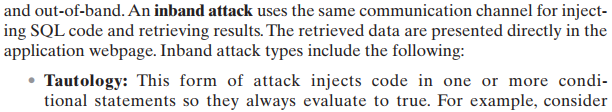 and out-of-band. An inband attack uses the same communication channel for inject-
ing SQL code and retrieving results. The retrieved data are presented directly in the
application webpage. Inband attack types include the following:
• Tautology: This form of attack injects code in one or more condi-
tional statements so they always evaluate to true. For example, consider